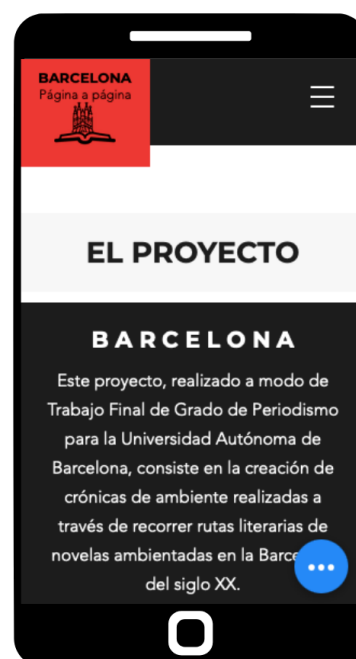 BARCELONA
Página a página
EL PROYECTO
BARCELONA
Este proyecto, realizado a modo de
Trabajo Final de Grado de Periodismo
para la Universidad Autónoma de
Barcelona, consiste en la creación de
crónicas de ambiente realizadas a
través de recorrer rutas literarias de
novelas ambientadas en la
del siglo XX.